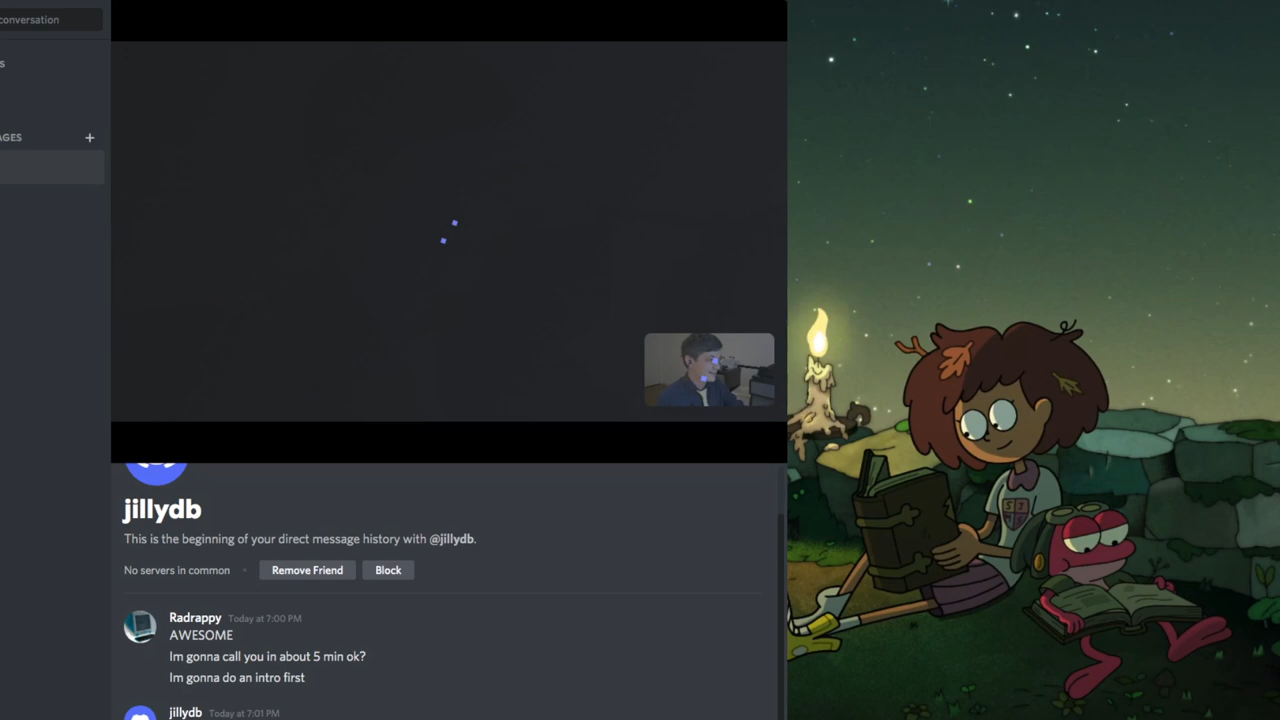 conversation
S
AGES
+
jillydb
This is the beginning of your direct message history with @jillydb.
No servers in common
Remove Friend
Block
Radrappy Today at 7:00 PM
AWESOME
Im gonna call you in about 5 min ok?
Im gonna do an intro first
jillydb Today at 7:01 PM